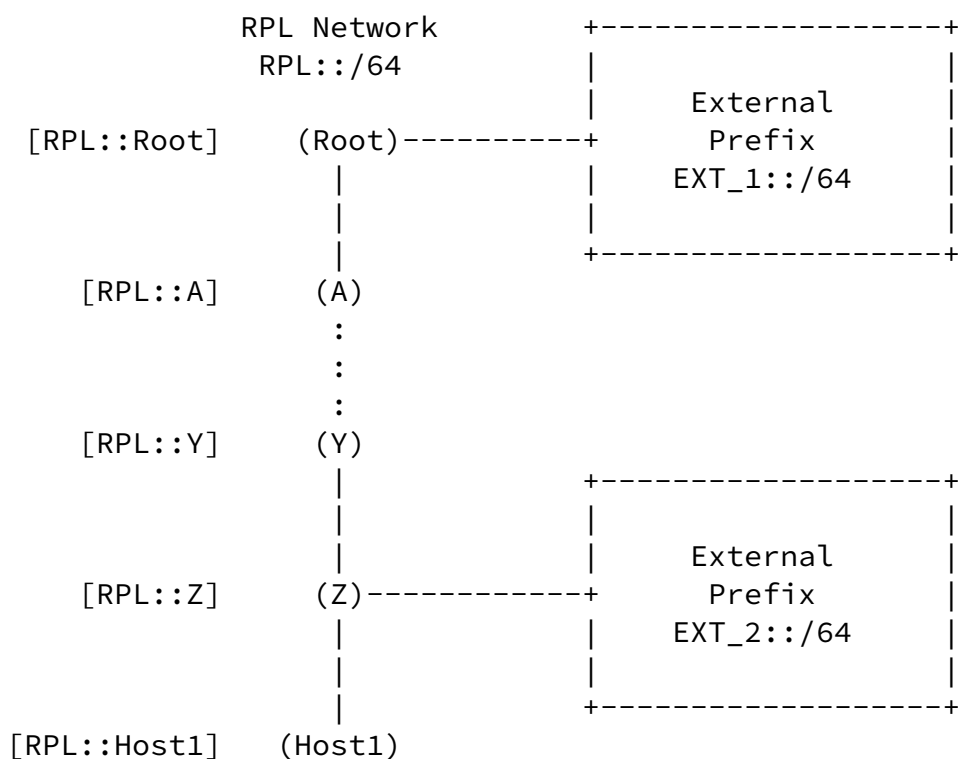 RPL Network
RPL::/64
External
[RPL::Root] (Root) Prefix
EXT_1::/64
[RPL::A] (A)
:
:
:
[RPL::Y] (Y)
External
[RPL::Z] (Z) Prefix
EXT_2::/64
[RPL::Host1] (Host1)